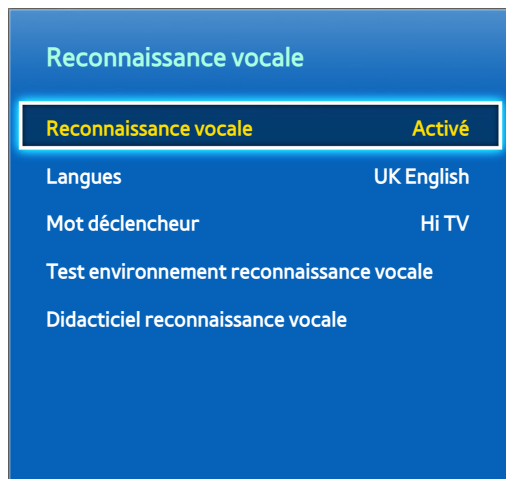 Reconnaissance vocale
Reconnaissance vocale Activé
Langues UK English
Mot déclencheur Hi TV
Test environnement reconnaissance vocale
Didacticiel reconnaissance vocale